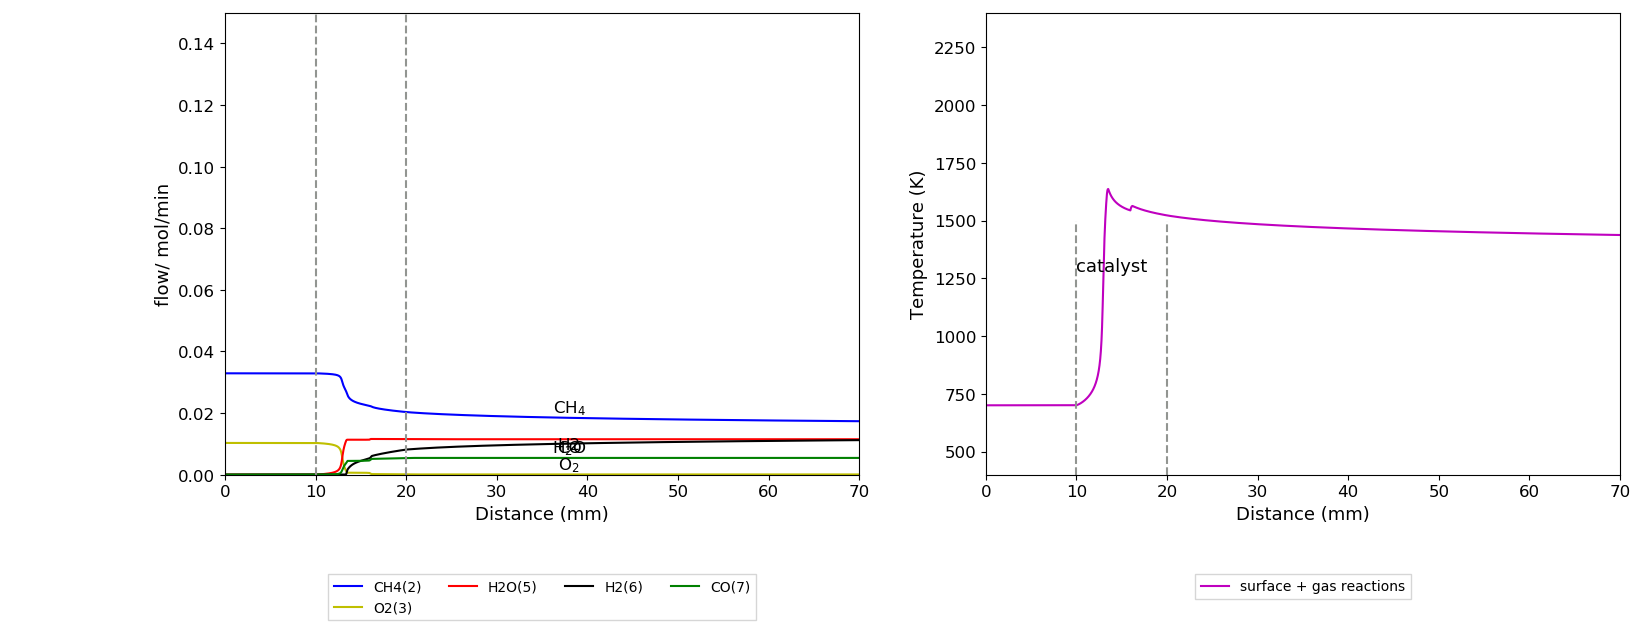 0.14
0.12
0.10
0.08
0.06
0.04
0.02
0.00
flow/ mol/min
0 10 20 30 40 50 60 70
Distance (mm)
CH4
H2
H2O
CO
O2
CH4(2) H2O(5) H2(6) CO(7)
O2(3)
2250
2000
1750
1500
1250
1000
750
500
Temperature (K)
catalyst
0 10 20 30 40 50 60 70
Distance (mm)
surface + gas reactions